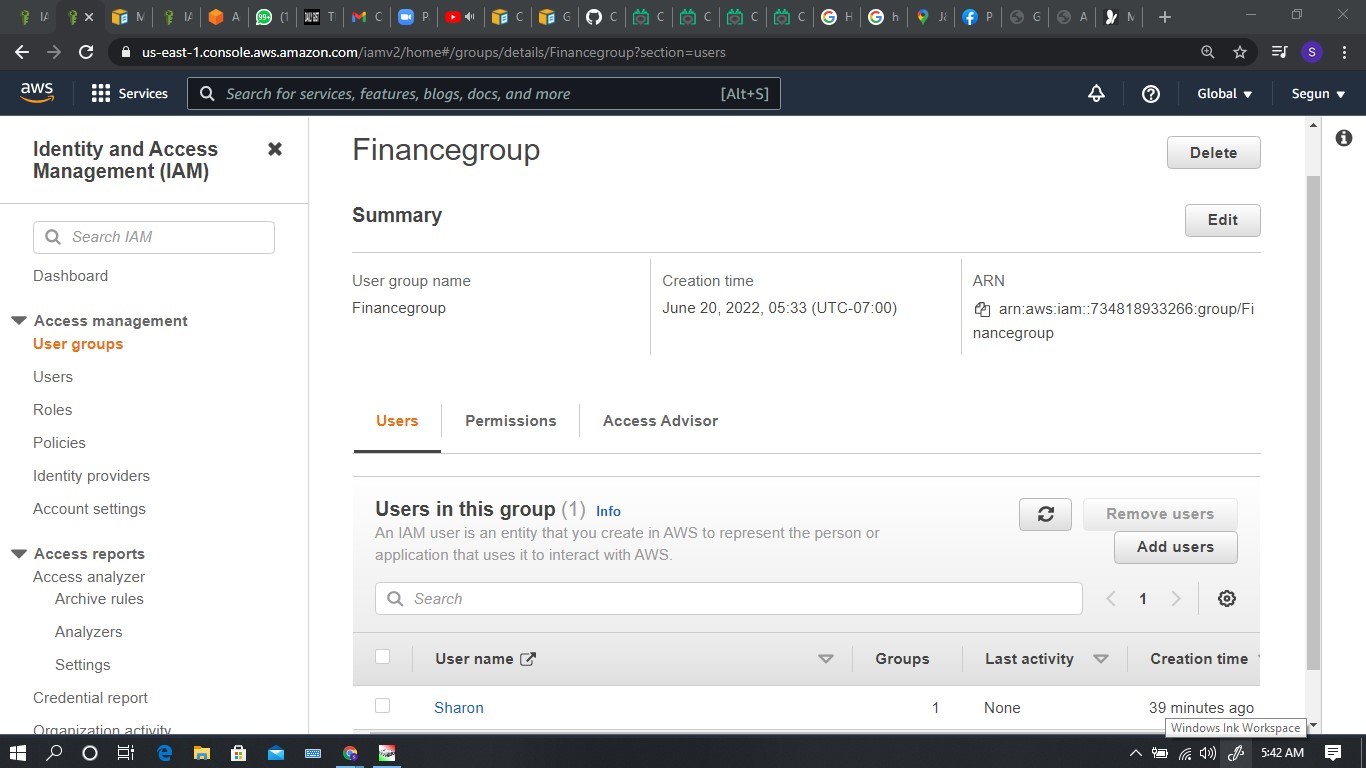 IA
M
IA
A
99+
(1
DAILY DIST
Tl
C
P
C
G
C
C
C
C
C
H
h
J&
P
G
A
M
us-east-1.console.aws.amazon.com/iamv2/home#/groups/details/Financegroup?section=users
S
aws
Services
Search for services, features, blogs, docs, and more
[Alt+S]
Global
Segun
Identity and Access
Management (IAM)
Search IAM
Dashboard
Access management
User groups
Users
Roles
Policies
Identity providers
Account settings
Access reports
Access analyzer
Archive rules
Analyzers
Settings
Credential report
Organization activity
Financegroup
Delete
Summary
Edit
User group name
Financegroup
Creation time
June 20, 2022, 05:33 (UTC-07:00)
ARN
arn:aws:iam::734818933266:group/Fi
nancegroup
Users
Permissions
Access Advisor
Users in this group (1) Info
An IAM user is an entity that you create in AWS to represent the person or
application that uses it to interact with AWS.
Remove users
Add users
Search
1
User name
Groups
Last activity
Creation time
Sharon
1
None
39 minutes ago
Windows Ink Workspace
5:42 AM